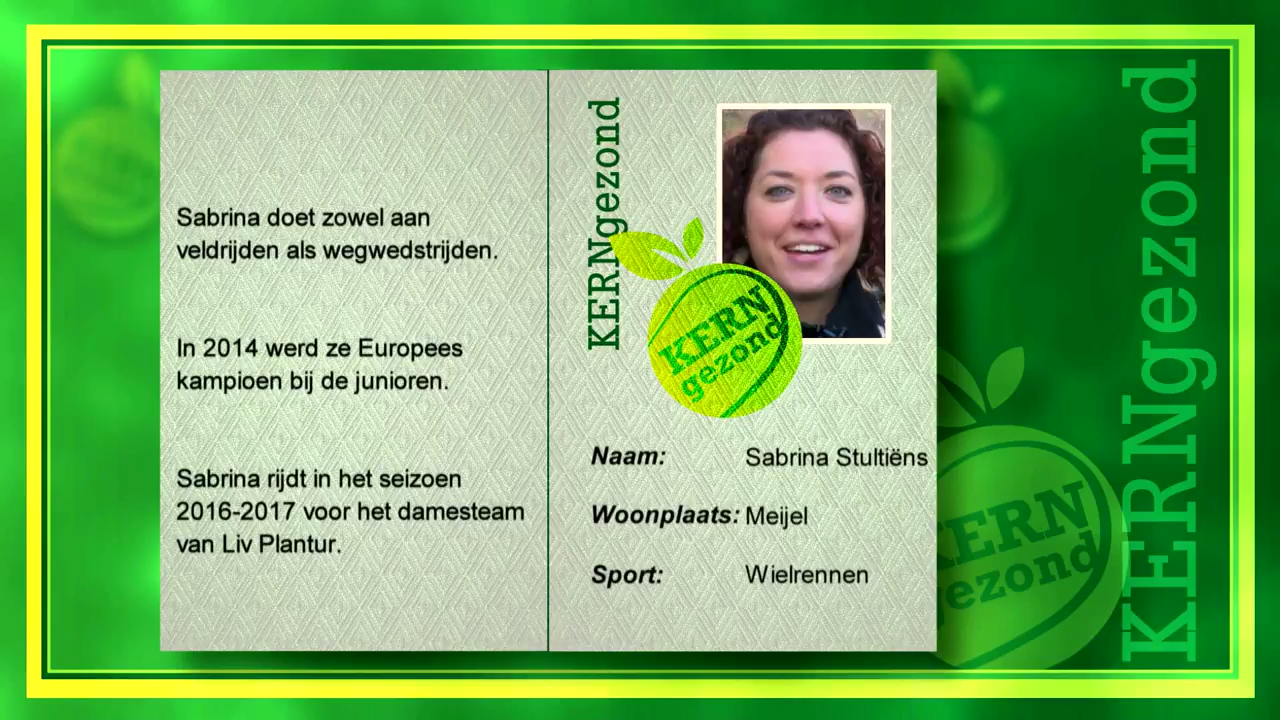 Sabrina doet zowel aan
veldrijden als wegwedstrijden.
In 2014 werd ze Europees
kampioen bij de junioren.
Sabrina rijdt in het seizoen
2016-2017 voor het damesteam
van Liv Plantur.
KERNgezond
KERN
gezond
Naam: Sabrina Stultiëns
Woonplaats: Meijel
Sport: Wielrennen
KERN
gezond
KERNgezond